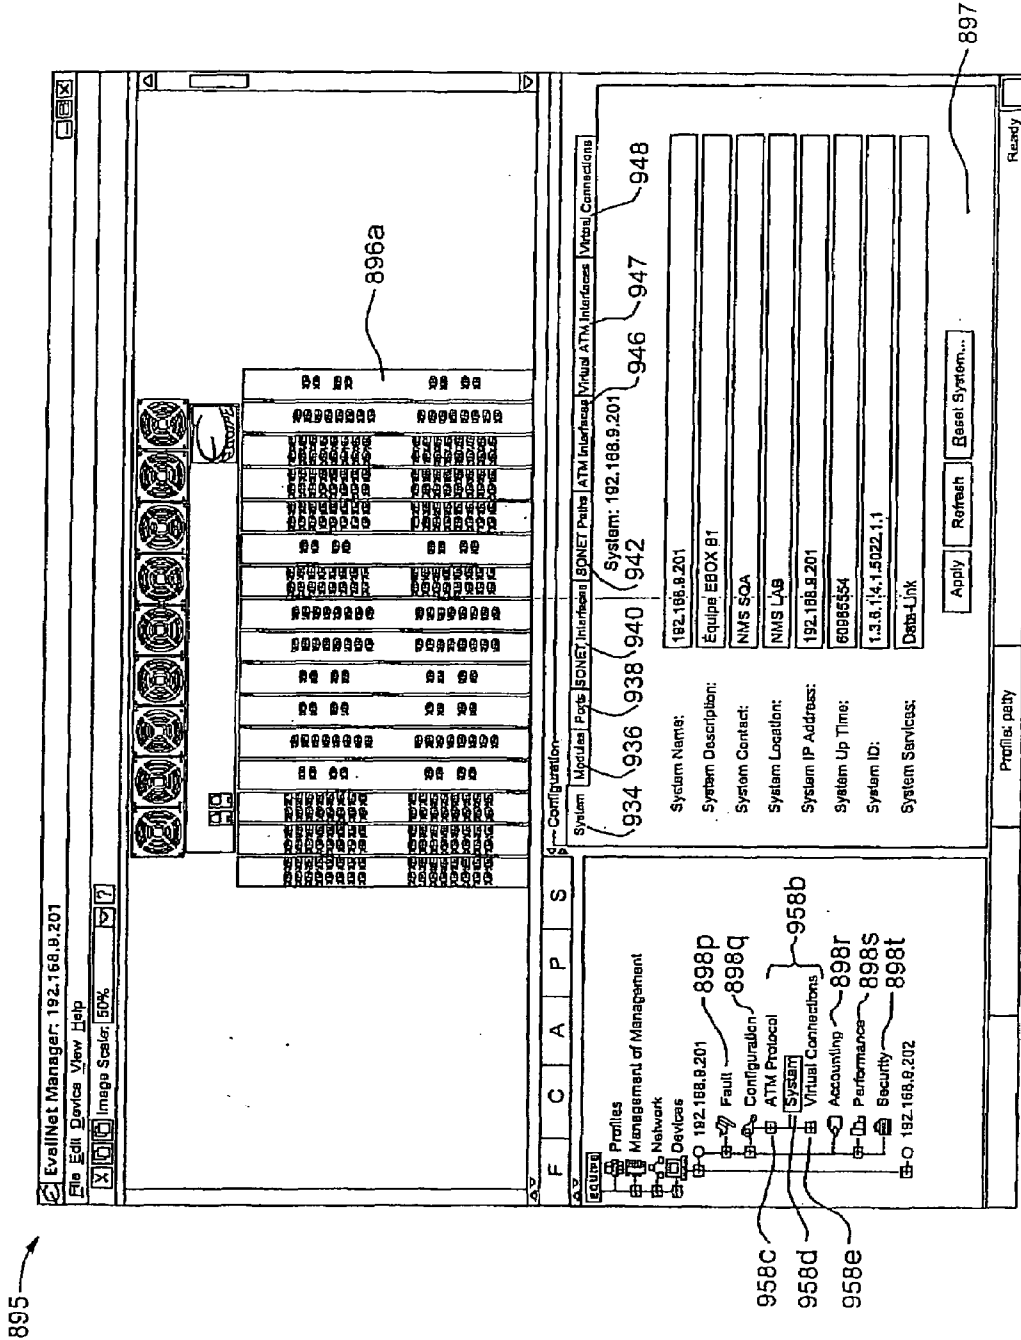 895
EvallNet Manager: 192.168.9.201
File Edit Device View Help
Image Scale: 50%
896a
F C A P S
EQUIPE
Profiles
Management of Management
Network
Devices
192.168.9.201
Fault
898p
Configuration
898q
ATM Protocol
System
Virtual Connections
958b
Accounting
898r
Performance
898s
Security
898t
192.168.9.202
958c
958d
958e
Configuration
System Modules Ports SONET Interfaces SONET Paths ATM Interfaces Virtual ATM Interfaces Virtual Connections
934 936 938 940 942 946 947 948
System: 192.168.9.201
System Name: 192.168.9.201
System Description: Equipe EBOX B1
System Contact: NMS SQA
System Location: NMS LAB
System IP Address: 192.168.9.201
System Up Time: 60985554
System ID: 1.3.6.1.4.1.5022.1.1
System Services: Data-Link
Apply Refresh Reset System...
897
Profile: patty
Ready